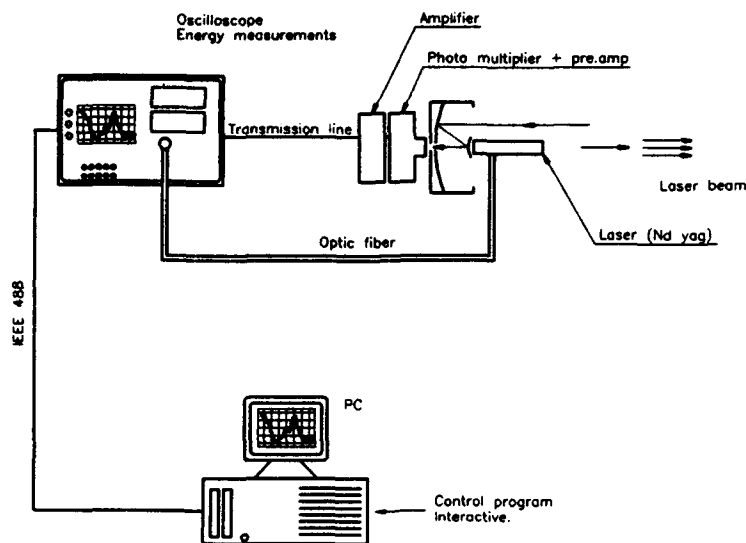 Oscilloscope
Energy measurements
Amplifier
Photo multiplier + pre.amp
Transmission line
Laser beam
Optic fiber
Laser (Nd yag)
IEEE 488
PC
Control program
Interactive.